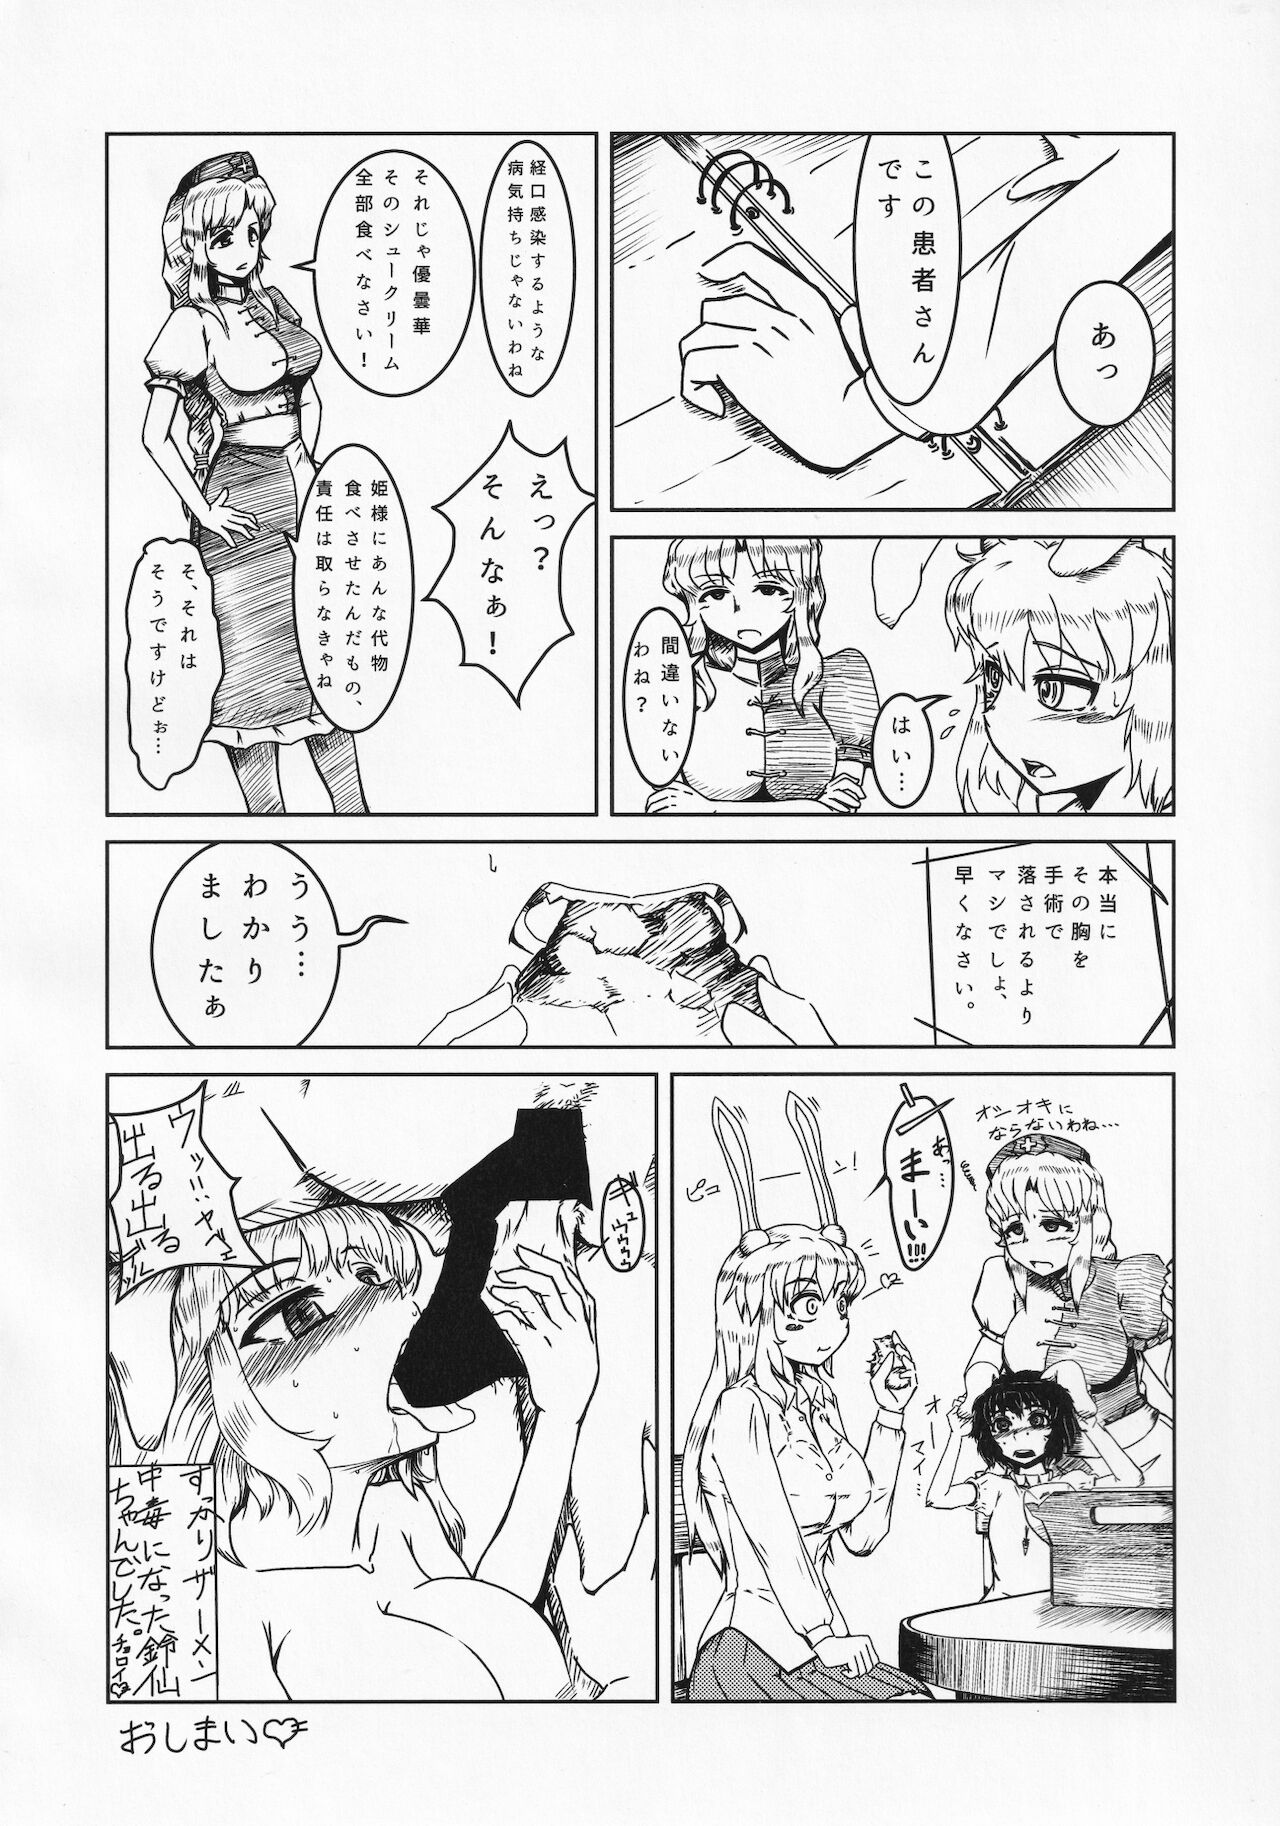 あっ
この患者さん
です
間違いない
わね？
はい…
経口感染するような
病気持ちじゃないわね
それじゃ優曇華
そのシュークリーム
全部食べなさい！
えっ？
そんなぁ！
姫様にあんな代物
食べさせたんだもの、
責任は取らなきゃね
そ、それは
そうですけどぉ…
本当に
その胸を
手術で
落されるより
マシでしょ、
早くなさい。
し
うう…
わかり
ましたぁ
オシオキに
ならないわね…
あっ…
まーい!!!
ピコーン！
オーマイ
ギュウウウゥ
ウッ…ヤベェ
出る出る
すっかりザーメン
中毒になった鈴仙
ちゃんでした。チョロイ
おしまい